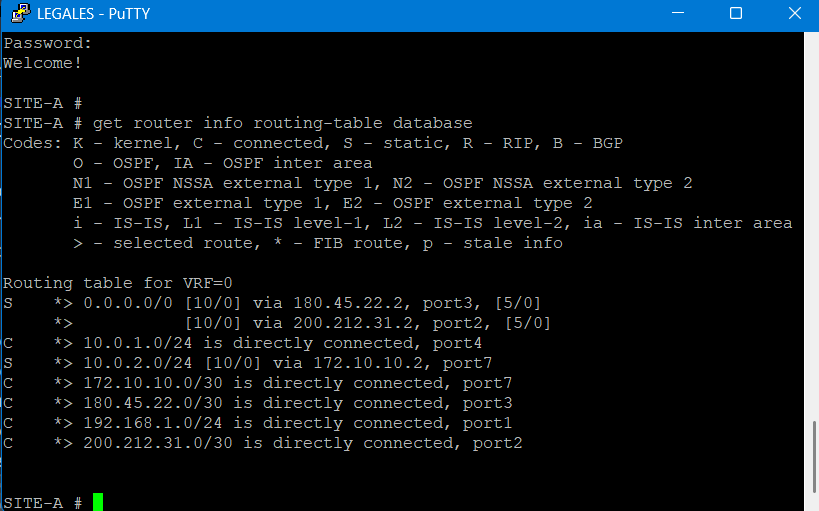 LEGALES - PuTTY
Password:
Welcome!
SITE-A #
SITE-A # get router info routing-table database
Codes: K - kernel, C - connected, S - static, R - RIP, B - BGP
       O - OSPF, IA - OSPF inter area
       N1 - OSPF NSSA external type 1, N2 - OSPF NSSA external type 2
       E1 - OSPF external type 1, E2 - OSPF external type 2
       i - IS-IS, L1 - IS-IS level-1, L2 - IS-IS level-2, ia - IS-IS inter area
       > - selected route, * - FIB route, p - stale info
Routing table for VRF=0
S    *> 0.0.0.0/0 [10/0] via 180.45.22.2, port3, [5/0]
     *>           [10/0] via 200.212.31.2, port2, [5/0]
C    *> 10.0.1.0/24 is directly connected, port4
S    *> 10.0.2.0/24 [10/0] via 172.10.10.2, port7
C    *> 172.10.10.0/30 is directly connected, port7
C    *> 180.45.22.0/30 is directly connected, port3
C    *> 192.168.1.0/24 is directly connected, port1
C    *> 200.212.31.0/30 is directly connected, port2
SITE-A #